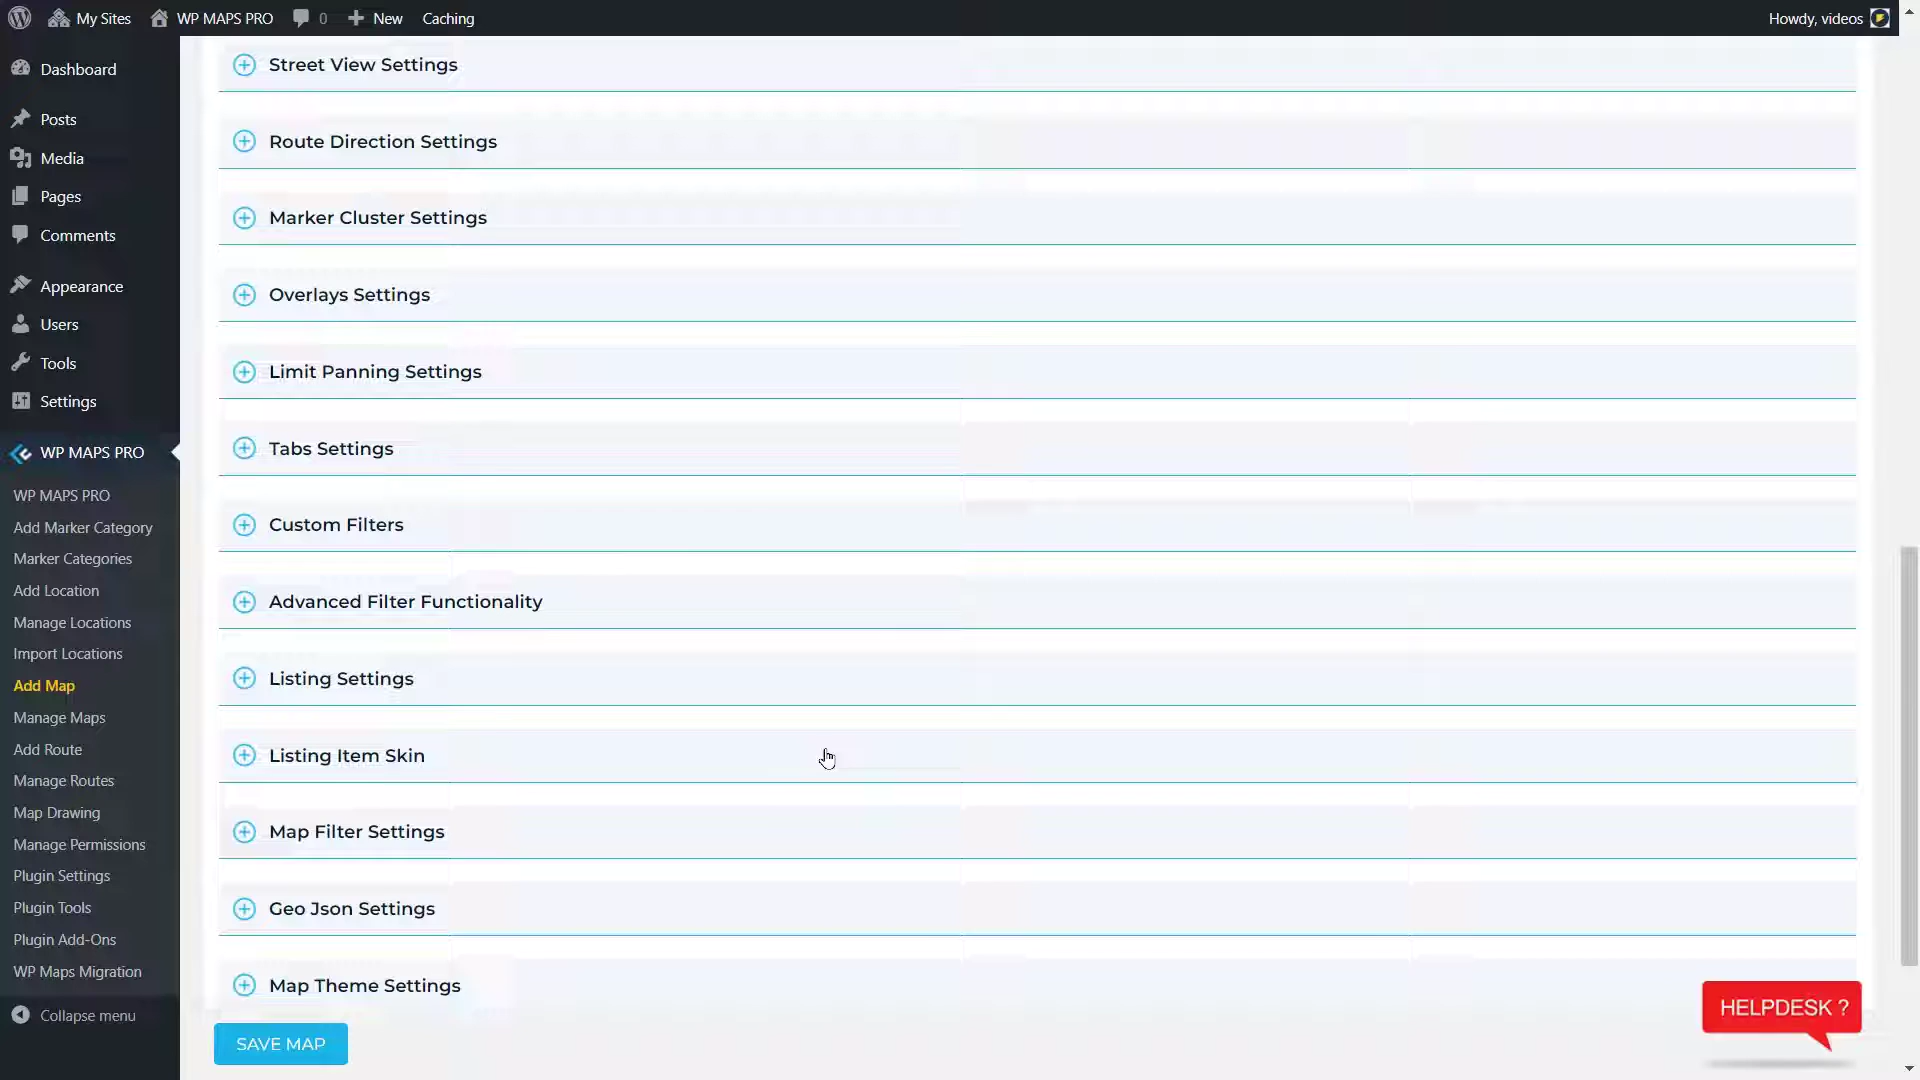 My Sites
WP MAPS PRO
0
New
Caching
Howdy, videos
Dashboard
Posts
Media
Pages
Comments
Appearance
Users
Tools
Settings
WP MAPS PRO
WP MAPS PRO
Add Marker Category
Marker Categories
Add Location
Manage Locations
Import Locations
Add Map
Manage Maps
Add Route
Manage Routes
Map Drawing
Manage Permissions
Plugin Settings
Plugin Tools
Plugin Add-Ons
WP Maps Migration
Collapse menu
Street View Settings
Route Direction Settings
Marker Cluster Settings
Overlays Settings
Limit Panning Settings
Tabs Settings
Custom Filters
Advanced Filter Functionality
Listing Settings
Listing Item Skin
Map Filter Settings
Geo Json Settings
Map Theme Settings
SAVE MAP
HELPDESK ?